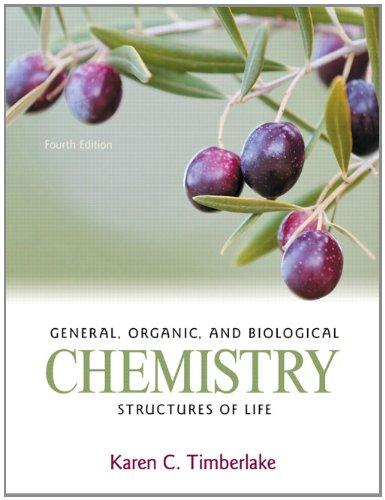 Fourth Edition
GENERAL, ORGANIC, AND BIOLOGICAL
CHEMISTRY
STRUCTURES OF LIFE
Karen C. Timberlake